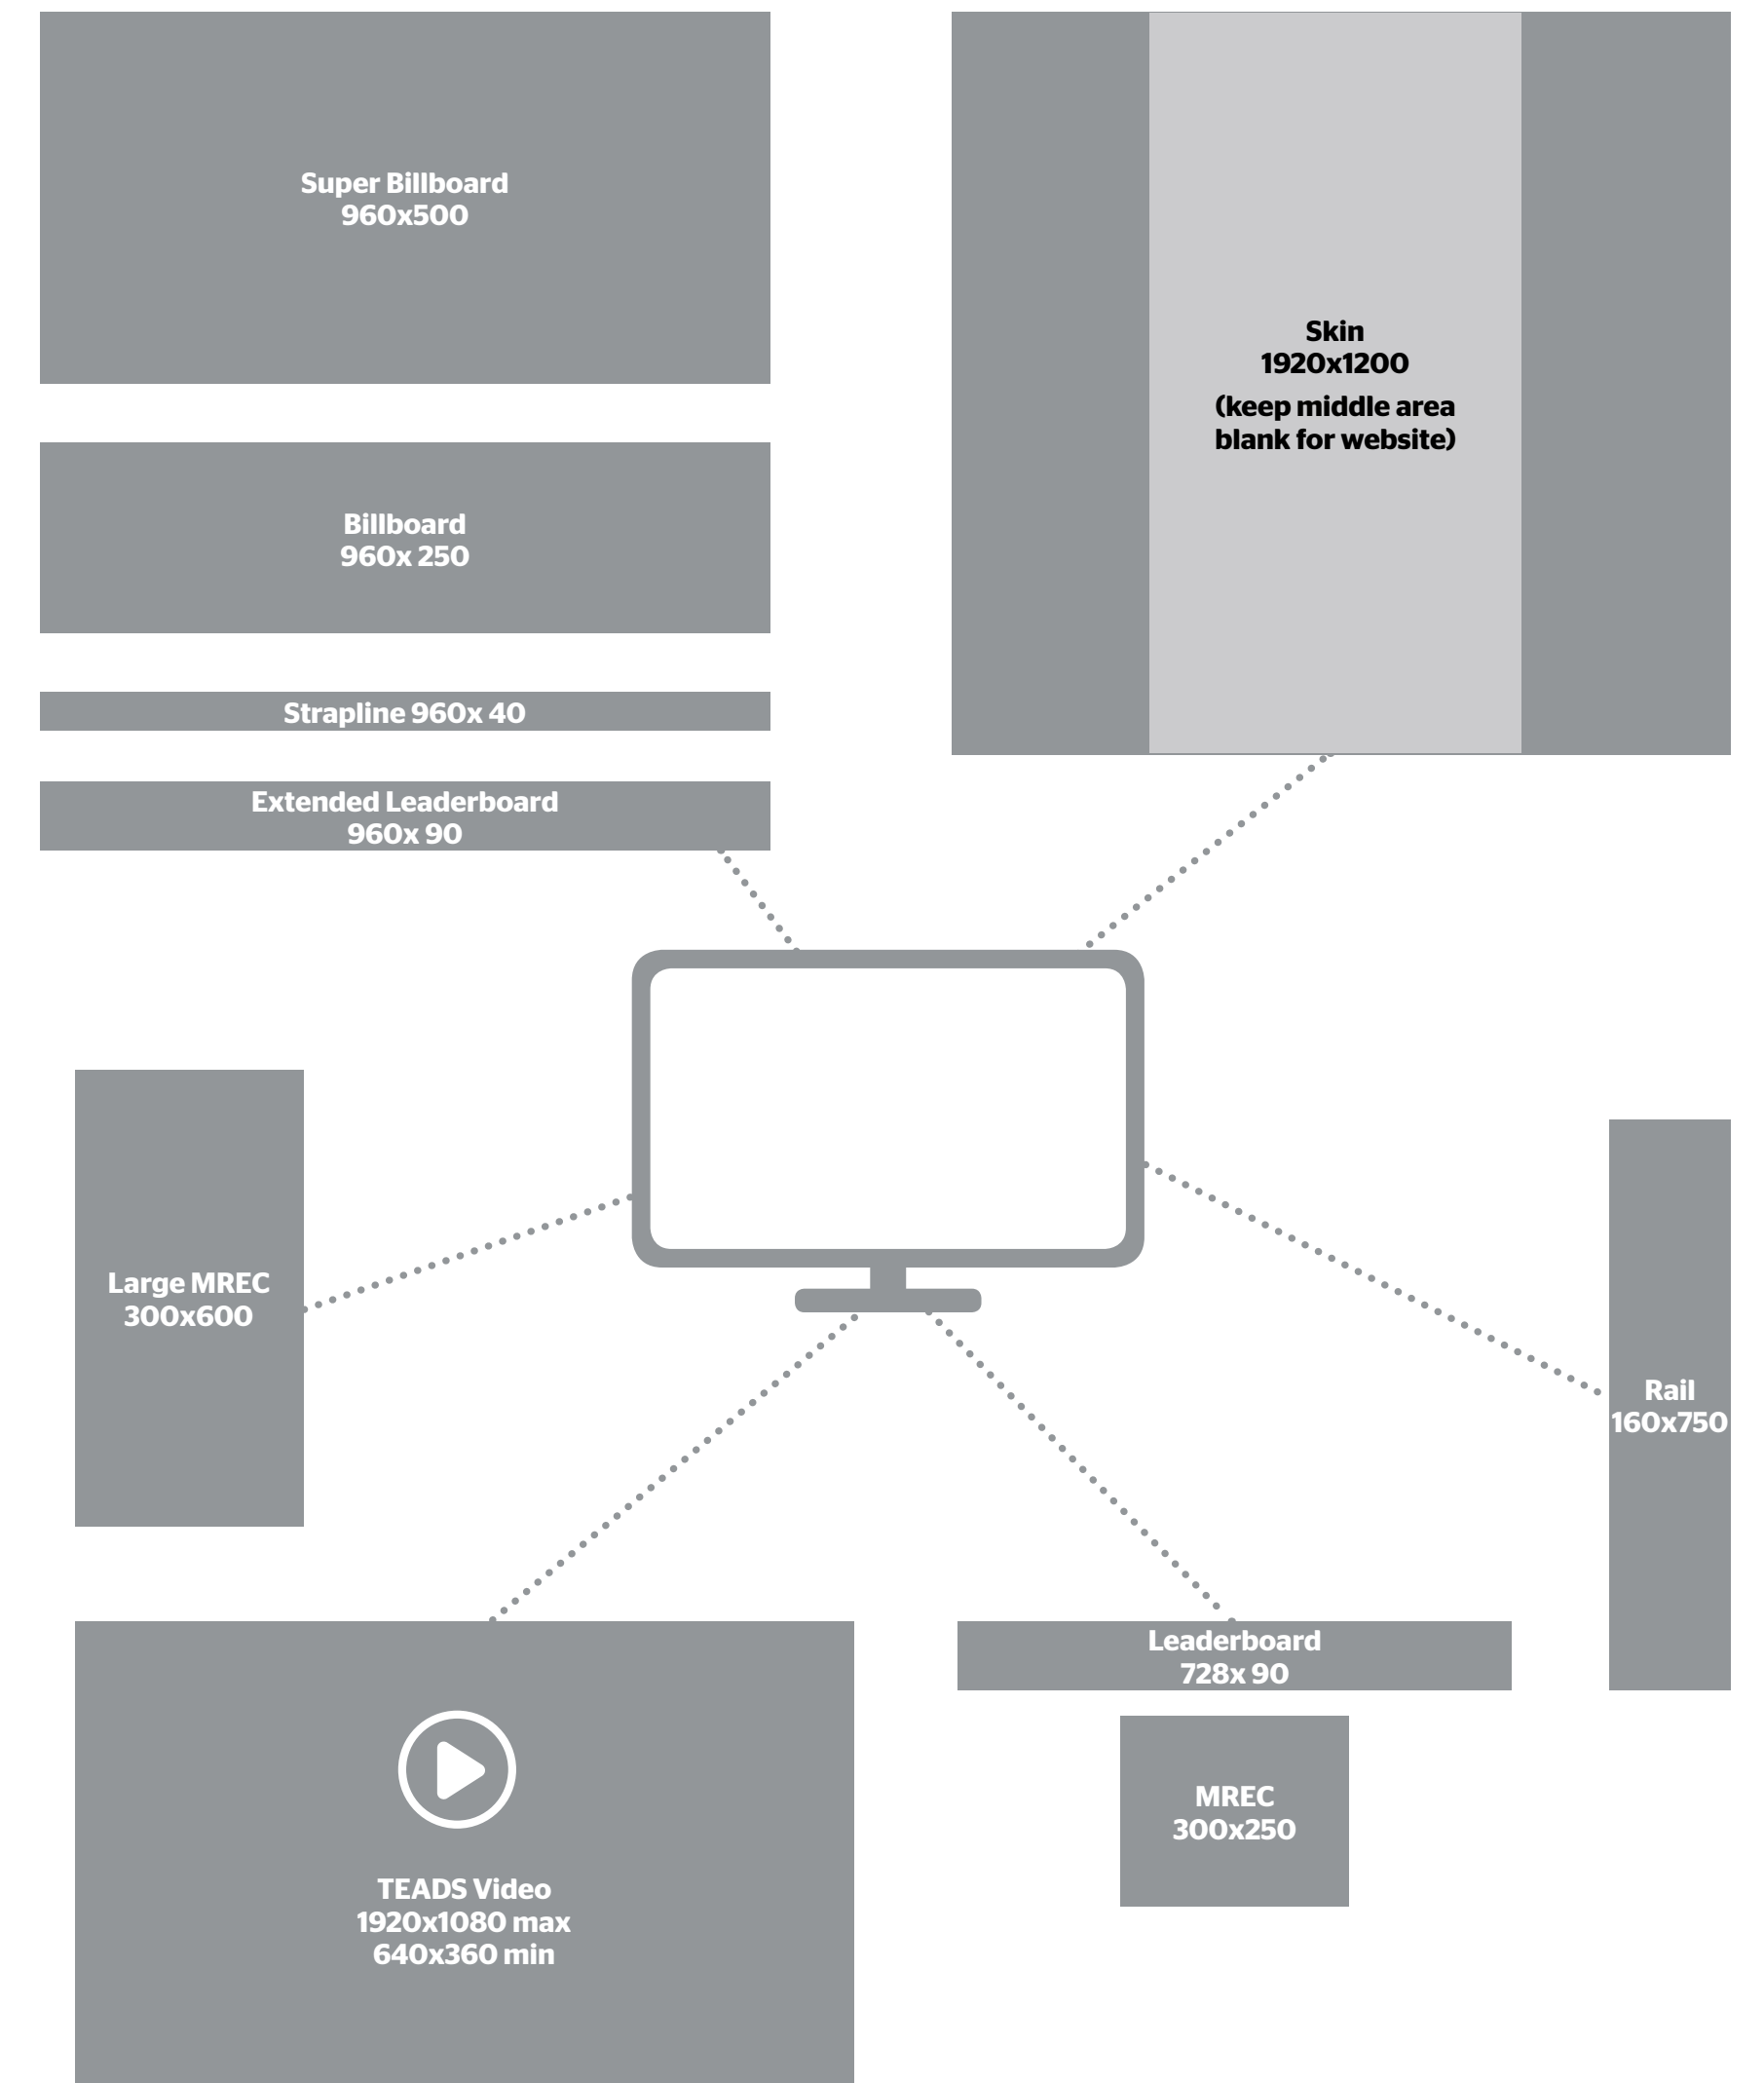 Super Billboard
960x500
Skin
1920x1200
(keep middle area
blank for website)
Billboard
960x 250
Strapline 960x 40
Extended Leaderboard
960x 90
Large MREC
300x600
Rail
160x750
Leaderboard
728x 90
MREC
300x250
TEADS Video
1920x1080 max
640x360 min